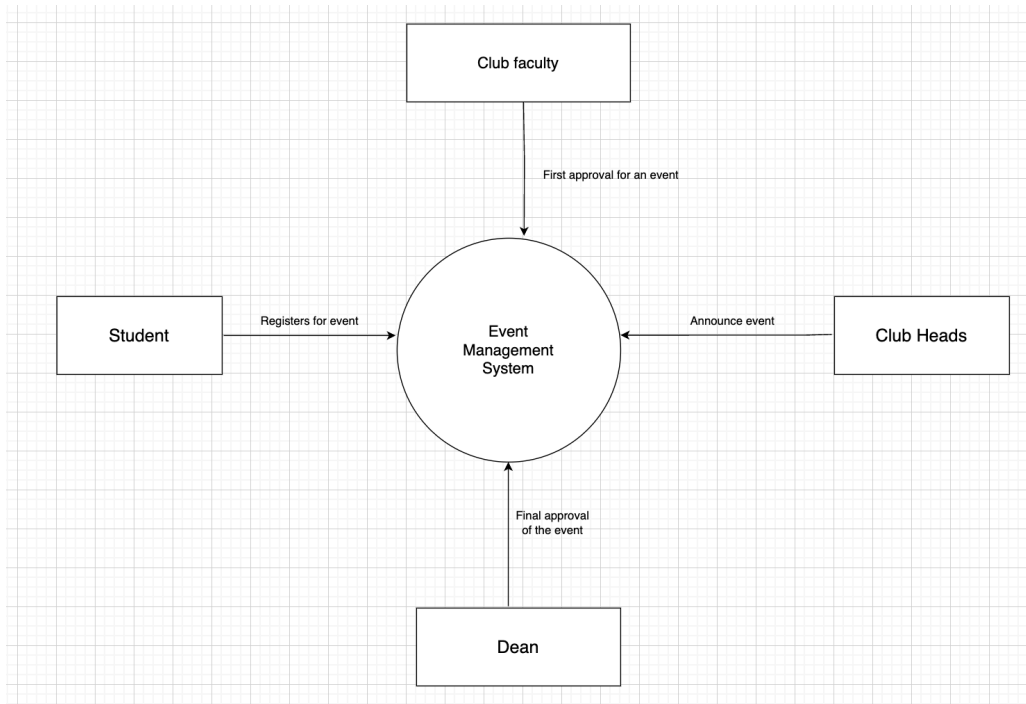 Club faculty
First approval for an event
Student
Registers for event
Event
Management
System
Announce event
Club Heads
Final approval
of the event
Dean